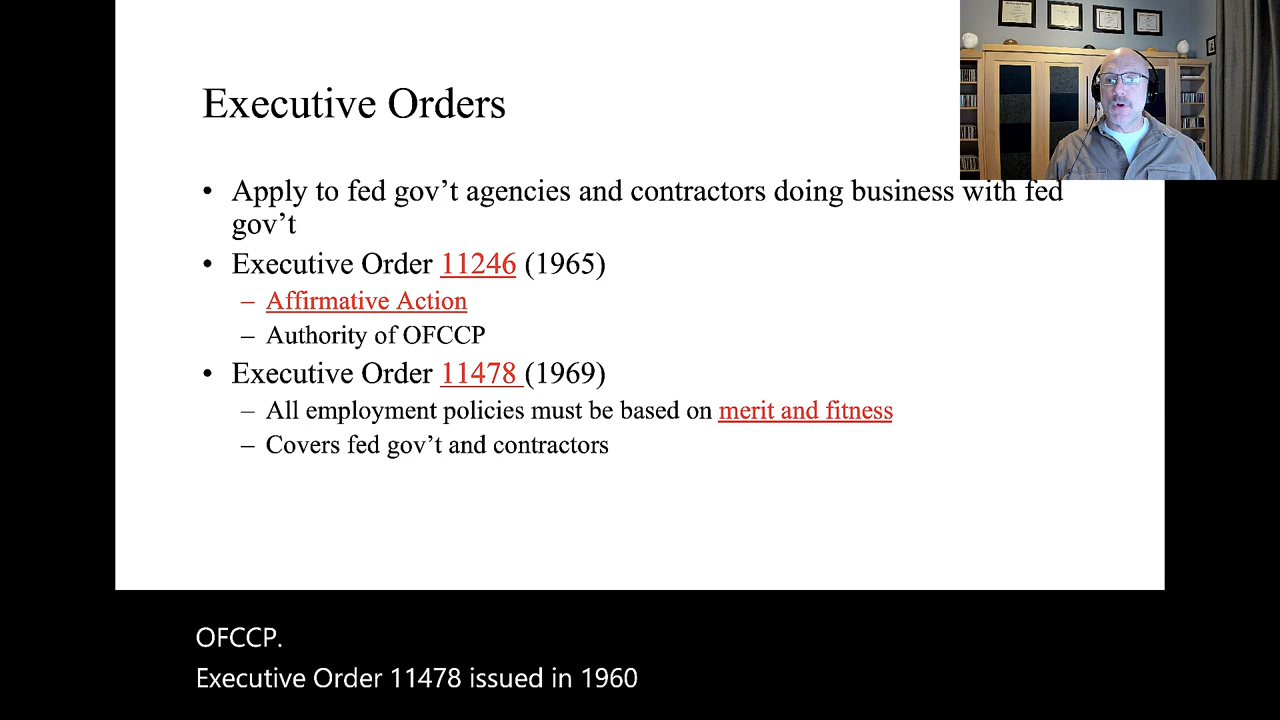 Executive Orders
• Apply to fed gov’t agencies and contractors doing business with fed
gov’t
• Executive Order 11246 (1965)
– Affirmative Action
– Authority of OFCCP
• Executive Order 11478 (1969)
– All employment policies must be based on merit and fitness
– Covers fed gov’t and contractors
OFCCP.
Executive Order 11478 issued in 1960